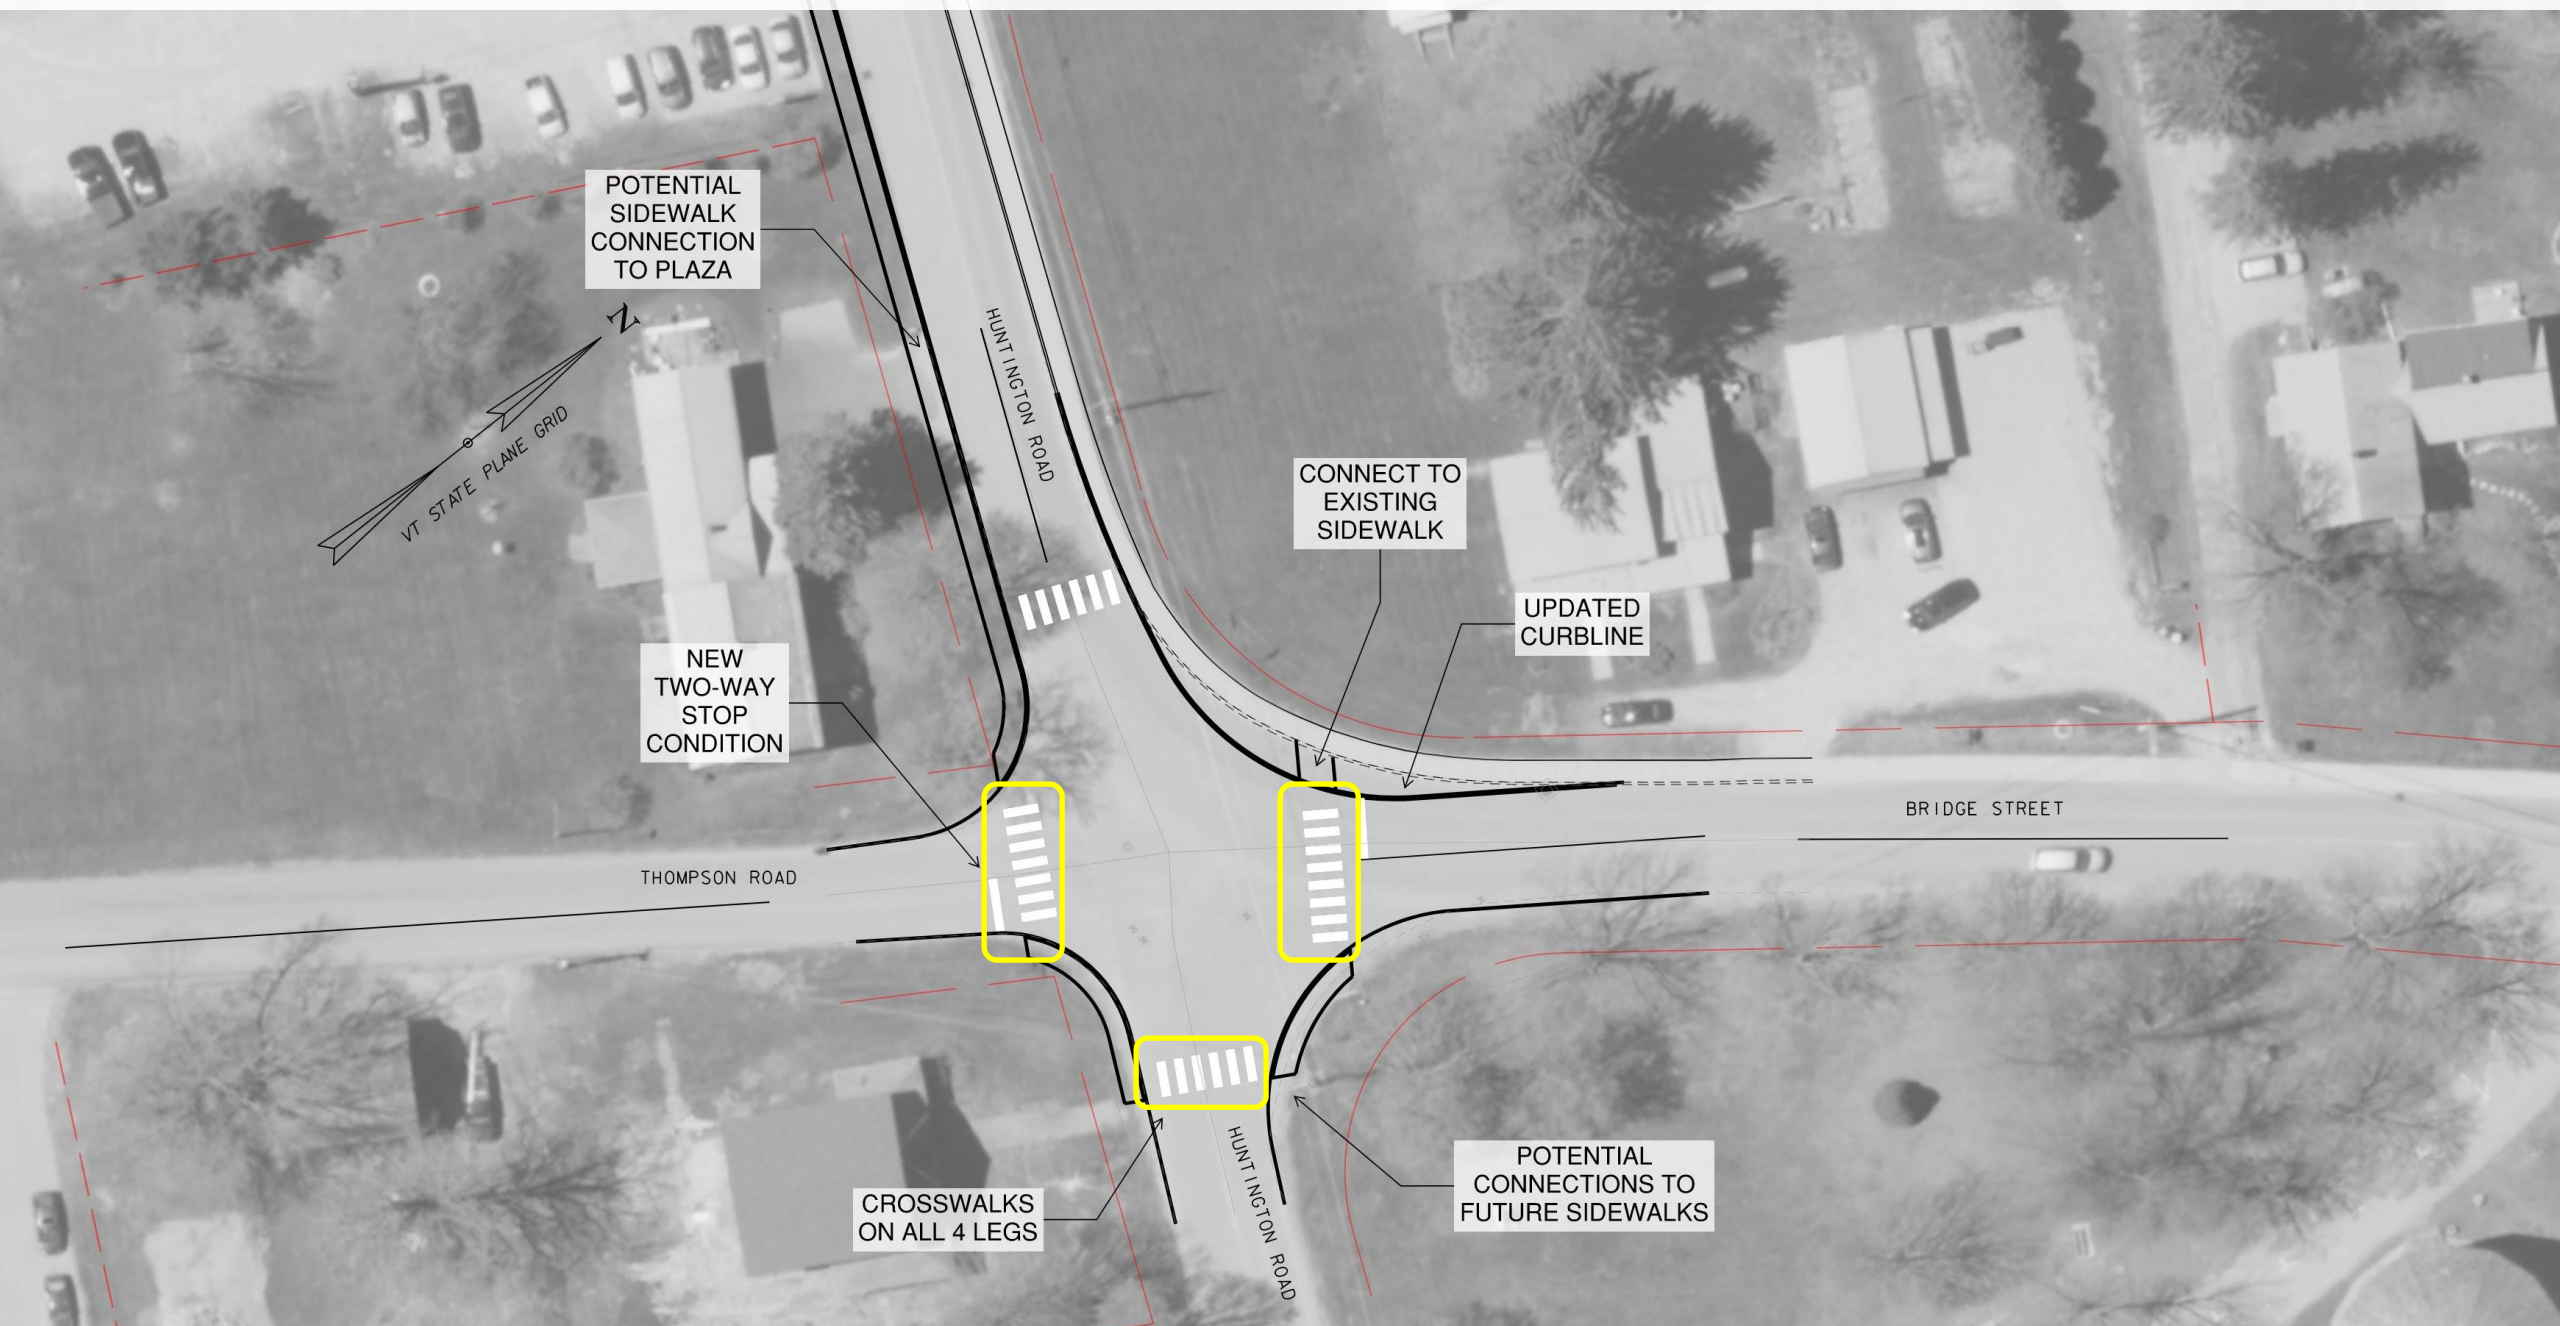 POTENTIAL
SIDEWALK
CONNECTION
TO PLAZA
N
VT STATE PLANE GRID
HUNTINGTON ROAD
CONNECT TO
EXISTING
SIDEWALK
UPDATED
CURBLINE
NEW
TWO-WAY
STOP
CONDITION
BRIDGE STREET
THOMPSON ROAD
CROSSWALKS
ON ALL 4 LEGS
HUNTINGTON ROAD
POTENTIAL
CONNECTIONS TO
FUTURE SIDEWALKS